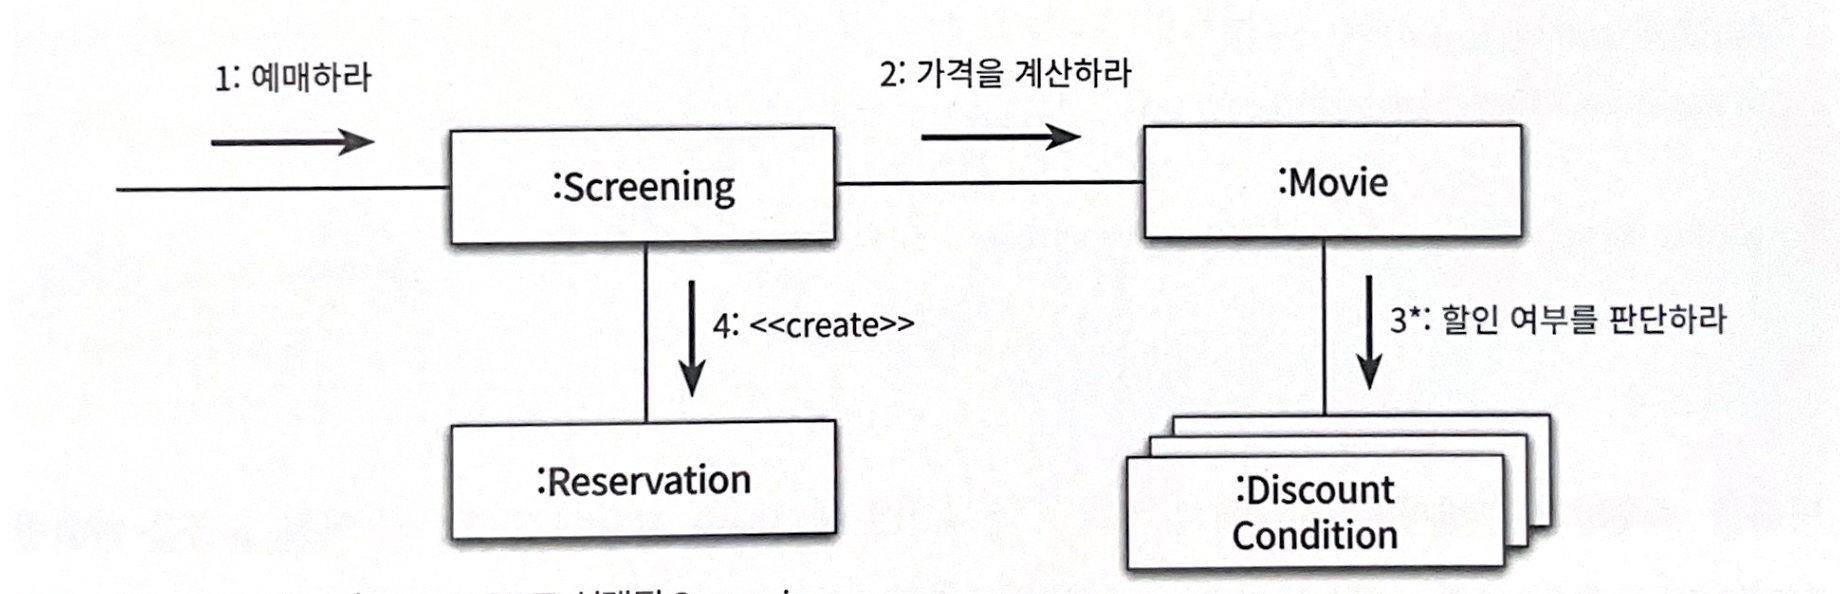 1: 예매하라
2: 가격을 계산하라
:Screening
:Movie
4: <<create>>
3*: 할인 여부를 판단하라
:Reservation
:Discount
Condition